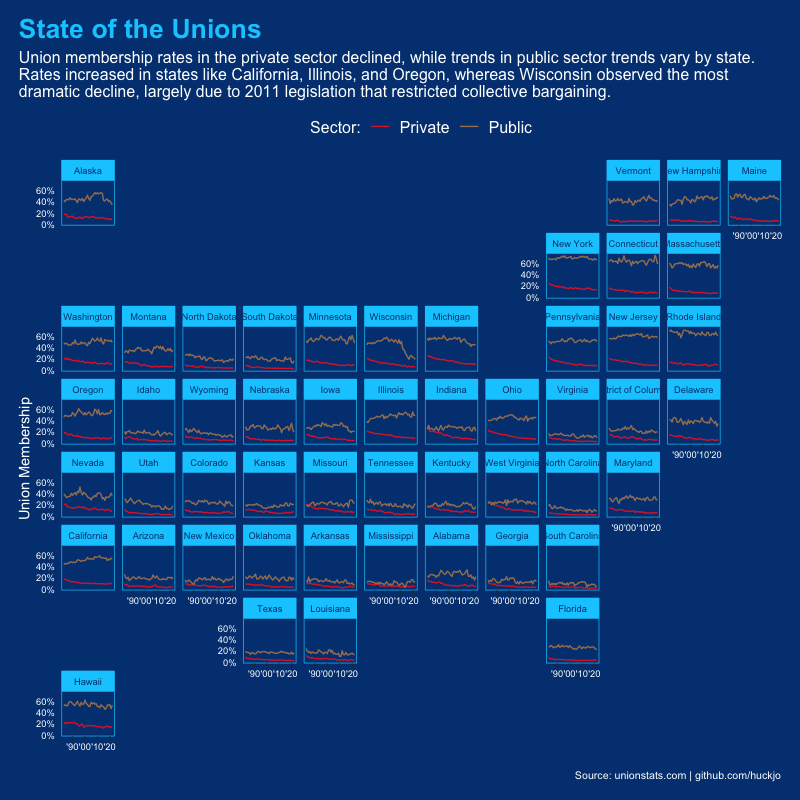 State of the Unions
Union membership rates in the private sector declined, while trends in public sector trends vary by state.
Rates increased in states like California, Illinois, and Oregon, whereas Wisconsin observed the most
dramatic decline, largely due to 2011 legislation that restricted collective bargaining.
Sector: Private Public
Alaska Vermont ew Hampshir Maine
60%
40%
20%
0%
'90'00'10'20
New York Connecticut Massachusett
60%
40%
20%
0%
Washington Montana North Dakota South Dakota Minnesota Wisconsin Michigan Pennsylvania New Jersey Rhode Island
60%
40%
20%
0%
Oregon Idaho Wyoming Nebraska Iowa Illinois Indiana Ohio Virginia trict of Colum Delaware
60%
40%
20%
0%
'90'00'10'20
Union Membership
Nevada Utah Colorado Kansas Missouri Tennessee Kentucky West Virginia North Carolina Maryland
60%
40%
20%
0%
'90'00'10'20
California Arizona New Mexico Oklahoma Arkansas Mississippi Alabama Georgia South Carolina
60%
40%
20%
0%
'90'00'10'20 '90'00'10'20 '90'00'10'20 '90'00'10'20 '90'00'10'20 '90'00'10'20
Texas Louisiana Florida
60%
40%
20%
0%
'90'00'10'20 '90'00'10'20 '90'00'10'20
Hawaii
60%
40%
20%
0%
'90'00'10'20
Source: unionstats.com | github.com/huckjo